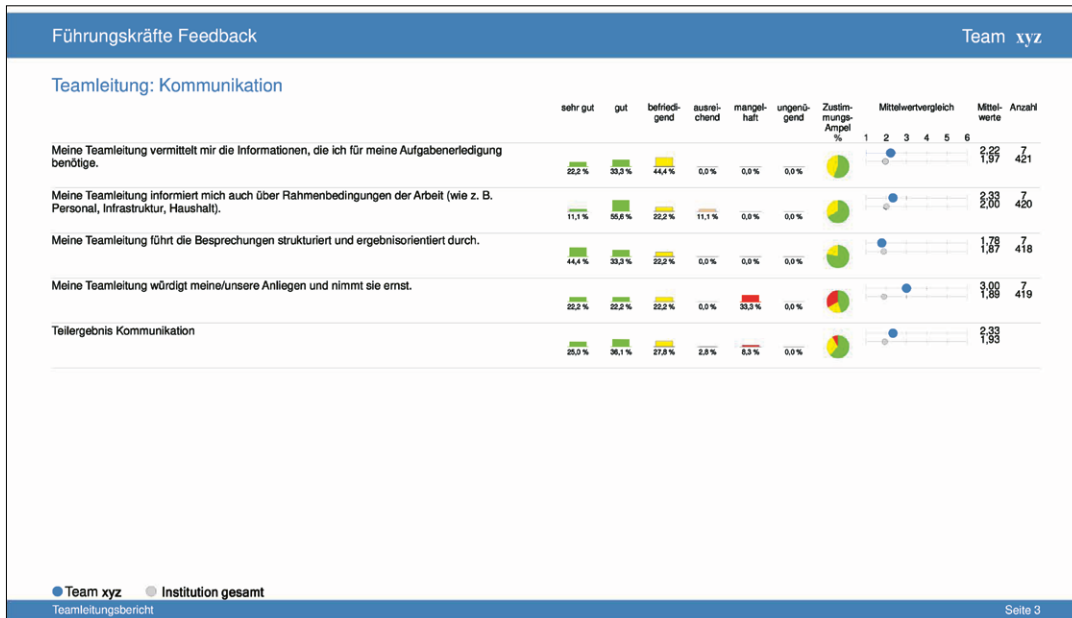 Führungskräfte Feedback Team xyz
Teamleitung: Kommunikation
sehr gut gut befriedi- ausrei- mangel- ungenü- Zustim- Mittelwertvergleich Mittel- Anzahl
gend chend haft gend mungs- werte
Ampel
% 1 2 3 4 5 6
Meine Teamleitung vermittelt mir die Informationen, die ich für meine Aufgabenerledigung 2,22 7
benötige. 1,97 421
22,2 % 33,3 % 44,4 % 0,0 % 0,0 % 0,0 %
Meine Teamleitung informiert mich auch über Rahmenbedingungen der Arbeit (wie z. B. 2,33 7
Personal, Infrastruktur, Haushalt). 2,00 420
11,1 % 55,6 % 22,2 % 11,1 % 0,0 % 0,0 %
Meine Teamleitung führt die Besprechungen strukturiert und ergebnisorientiert durch. 1,78 7
1,87 418
44,4 % 33,3 % 22,2 % 0,0 % 0,0 % 0,0 %
Meine Teamleitung würdigt meine/unsere Anliegen und nimmt sie ernst. 3,00 7
1,89 419
22,2 % 22,2 % 22,2 % 0,0 % 33,3 % 0,0 %
Teilergebnis Kommunikation 2,33
1,93
25,0 % 36,1 % 27,8 % 2,8 % 8,3 % 0,0 %
Team xyz Institution gesamt
Teamleitungsbericht Seite 3